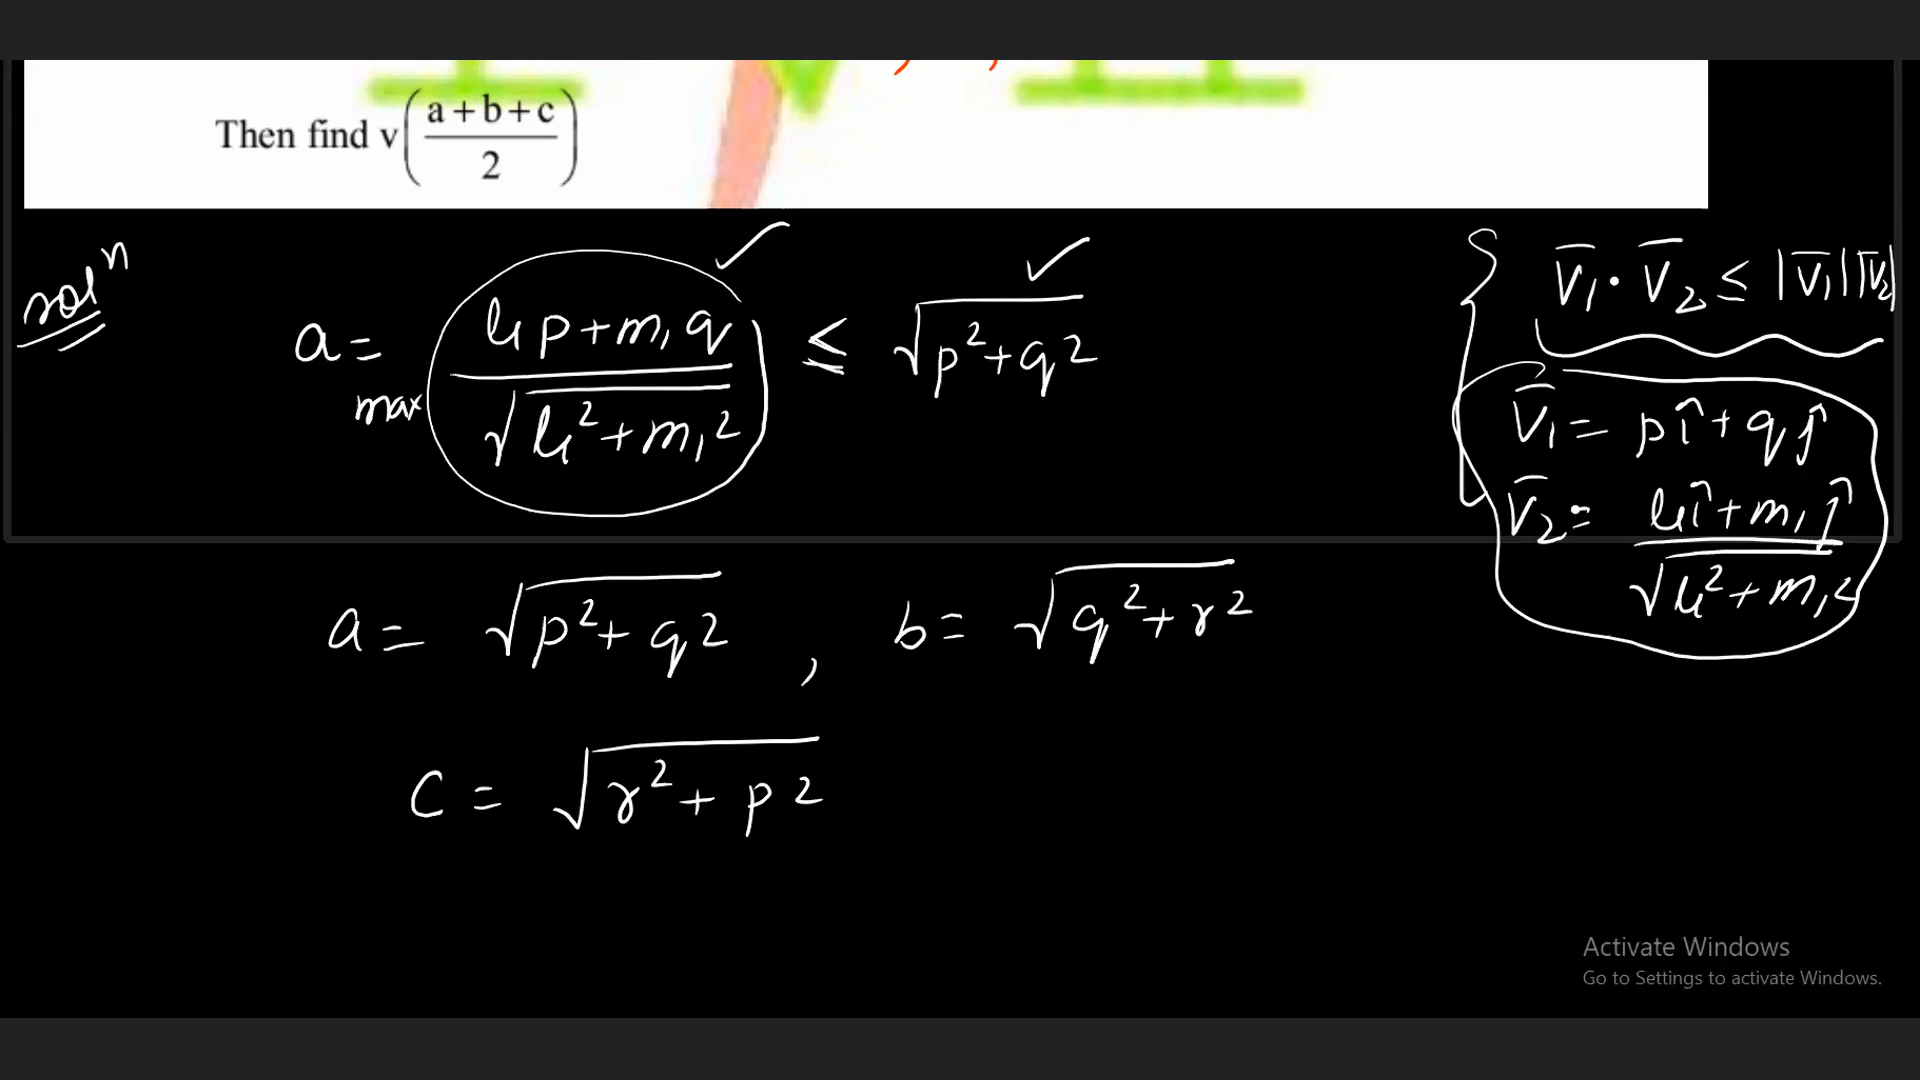 Then find v((a+b+c)/2)
solⁿ
a = max (l₁p+m₁q)/√(l₁²+m₁²) ≤ √(p²+q²)
V̄₁·V̄₂ ≤ |V̄₁||V̄₂|
V̄₁ = pî+qĵ
V̄₂ = (l₁î+m₁ĵ)/√(l₁²+m₁²)
a = √(p²+q²) , b = √(q²+r²)
c = √(r²+p²)
Activate Windows
Go to Settings to activate Windows.